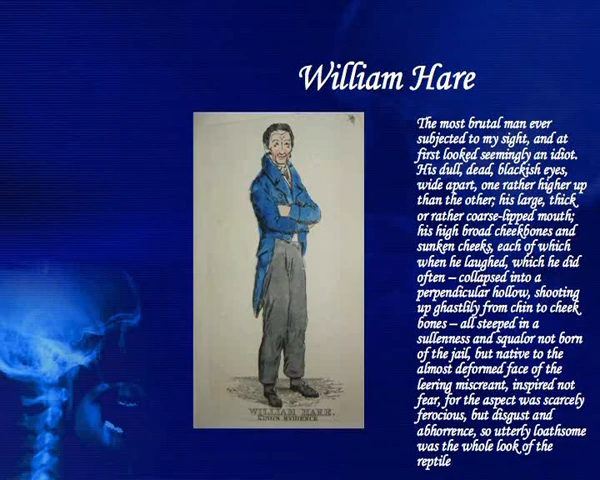 William Hare
The most brutal man ever
subjected to my sight, and at
first looked seemingly an idiot.
His dull, dead, blackish eyes,
wide apart, one rather higher up
than the other; his large, thick
or rather coarse-lipped mouth;
his high broad cheekbones and
sunken cheeks, each of which
when he laughed, which he did
often – collapsed into a
perpendicular hollow, shooting
up ghastlily from chin to cheek
bones – all steeped in a
sullenness and squalor not born
of the jail, but native to the
almost deformed face of the
leering miscreant, inspired not
fear, for the aspect was scarcely
ferocious, but disgust and
abhorrence, so utterly loathsome
was the whole look of the
reptile
WILLIAM HARE.
KING'S EVIDENCE